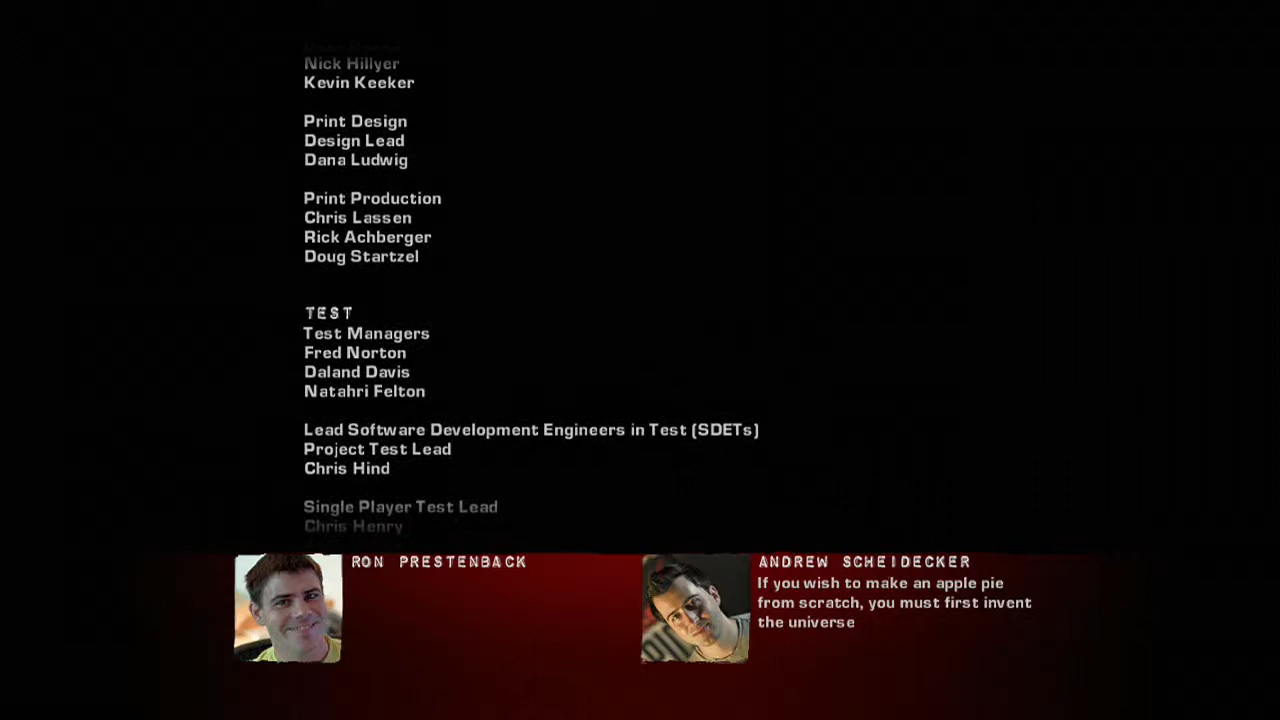 Nick Hillyer
Kevin Keeker
Print Design
Design Lead
Dana Ludwig
Print Production
Chris Lassen
Rick Achberger
Doug Startzel
TEST
Test Managers
Fred Norton
Daland Davis
Natahri Felton
Lead Software Development Engineers in Test (SDETs)
Project Test Lead
Chris Hind
Single Player Test Lead
Chris Henry
RON PRESTENBACK
ANDREW SCHEIDECKER
If you wish to make an apple pie
from scratch, you must first invent
the universe